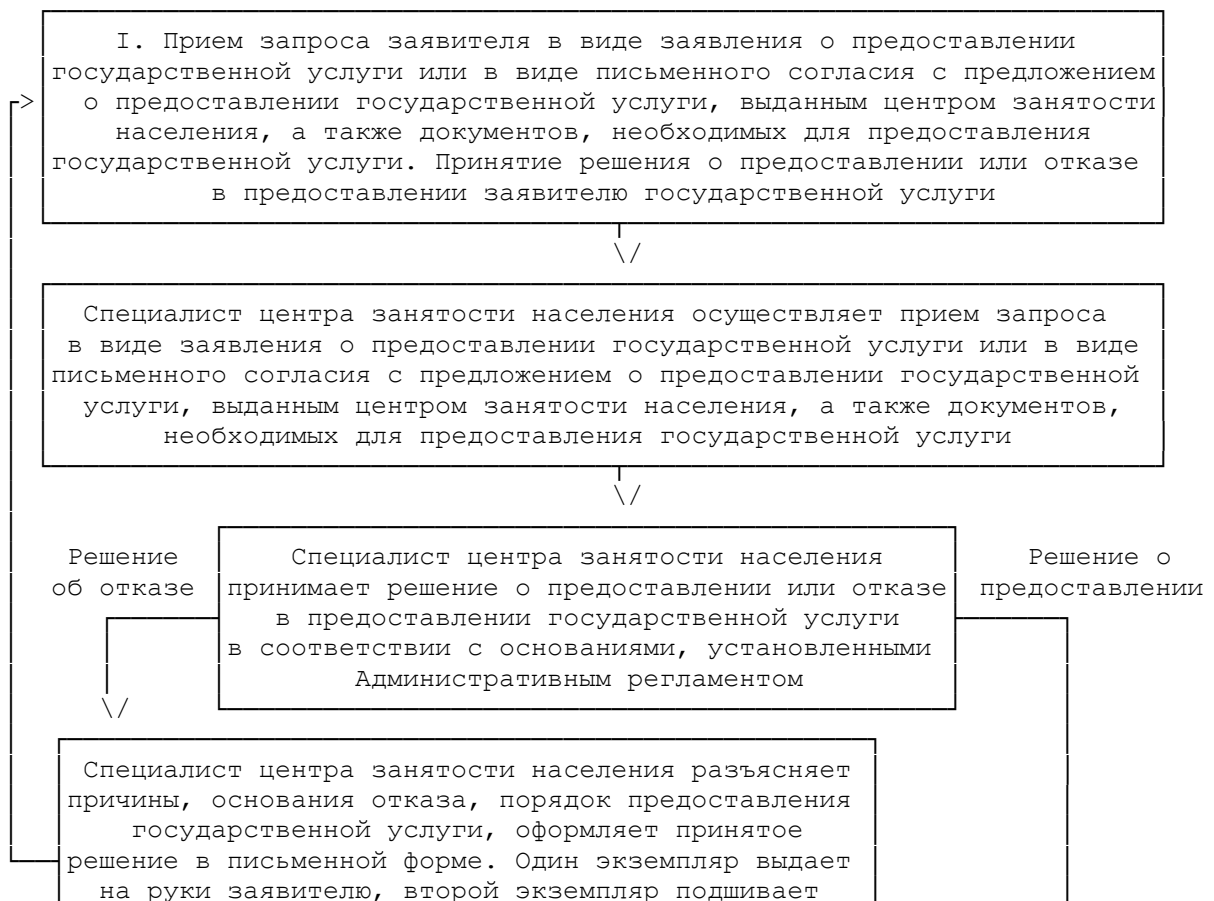 I. Прием запроса заявителя в виде заявления о предоставлении
государственной услуги или в виде письменного согласия с предложением
о предоставлении государственной услуги, выданным центром занятости
населения, а также документов, необходимых для предоставления
государственной услуги. Принятие решения о предоставлении или отказе
в предоставлении заявителю государственной услуги
Специалист центра занятости населения осуществляет прием запроса
в виде заявления о предоставлении государственной услуги или в виде
письменного согласия с предложением о предоставлении государственной
услуги, выданным центром занятости населения, а также документов,
необходимых для предоставления государственной услуги
Решение
об отказе
Специалист центра занятости населения
принимает решение о предоставлении или отказе
в предоставлении государственной услуги
в соответствии с основаниями, установленными
Административным регламентом
Решение о
предоставлении
Специалист центра занятости населения разъясняет
причины, основания отказа, порядок предоставления
государственной услуги, оформляет принятое
решение в письменной форме. Один экземпляр выдает
на руки заявителю, второй экземпляр подшивает